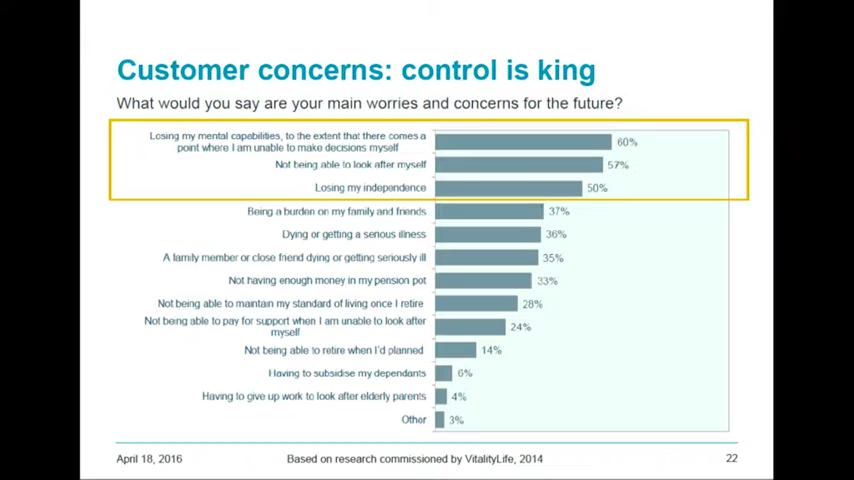 Customer concerns: control is king
What would you say are your main worries and concerns for the future?
Losing my mental capabilities, to the extent that there comes a
point where I am unable to make decisions myself
60%
Not being able to look after myself
57%
Losing my independence
50%
Being a burden on my family and friends
37%
Dying or getting a serious illness
36%
A family member or close friend dying or getting seriously ill
35%
Not having enough money in my pension pot
33%
Not being able to maintain my standard of living once I retire
28%
Not being able to pay for support when I am unable to look after
myself
24%
Not being able to retire when I'd planned
14%
Having to subsidise my dependants
6%
Having to give up work to look after elderly parents
4%
Other
3%
April 18, 2016
Based on research commissioned by VitalityLife, 2014
22